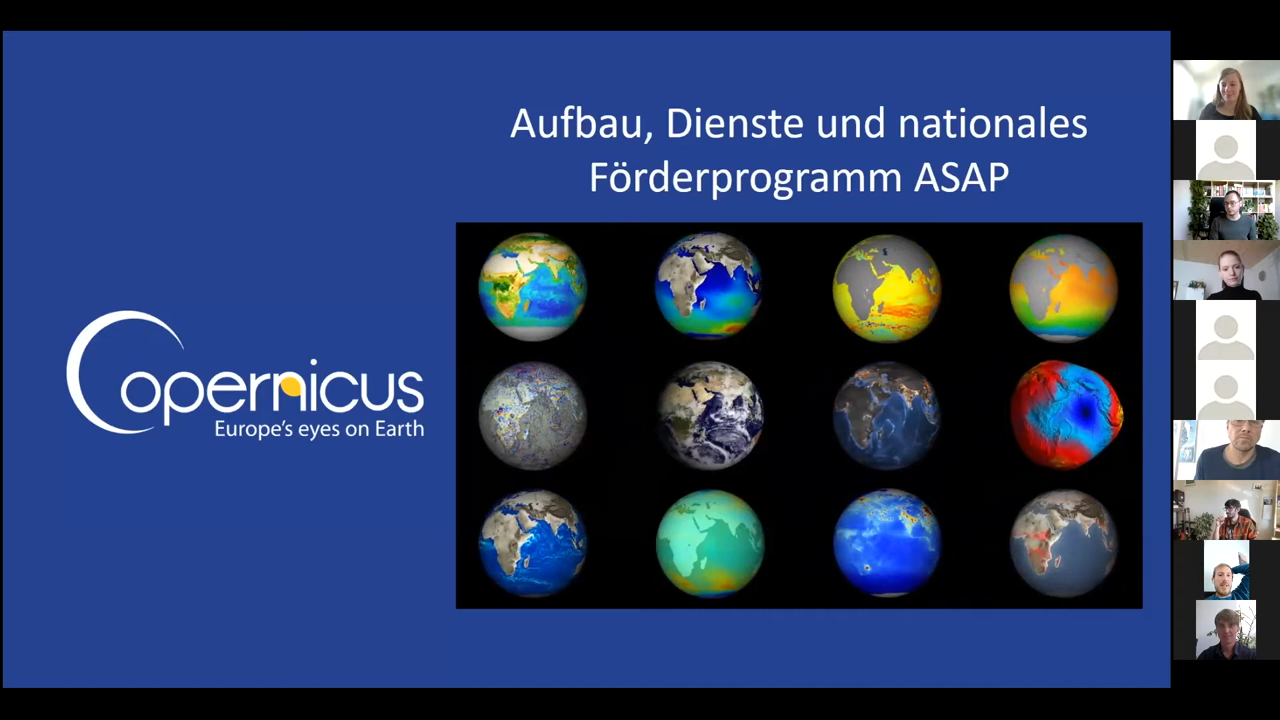 Aufbau, Dienste und nationales
Förderprogramm ASAP
Copernicus
Europe's eyes on Earth